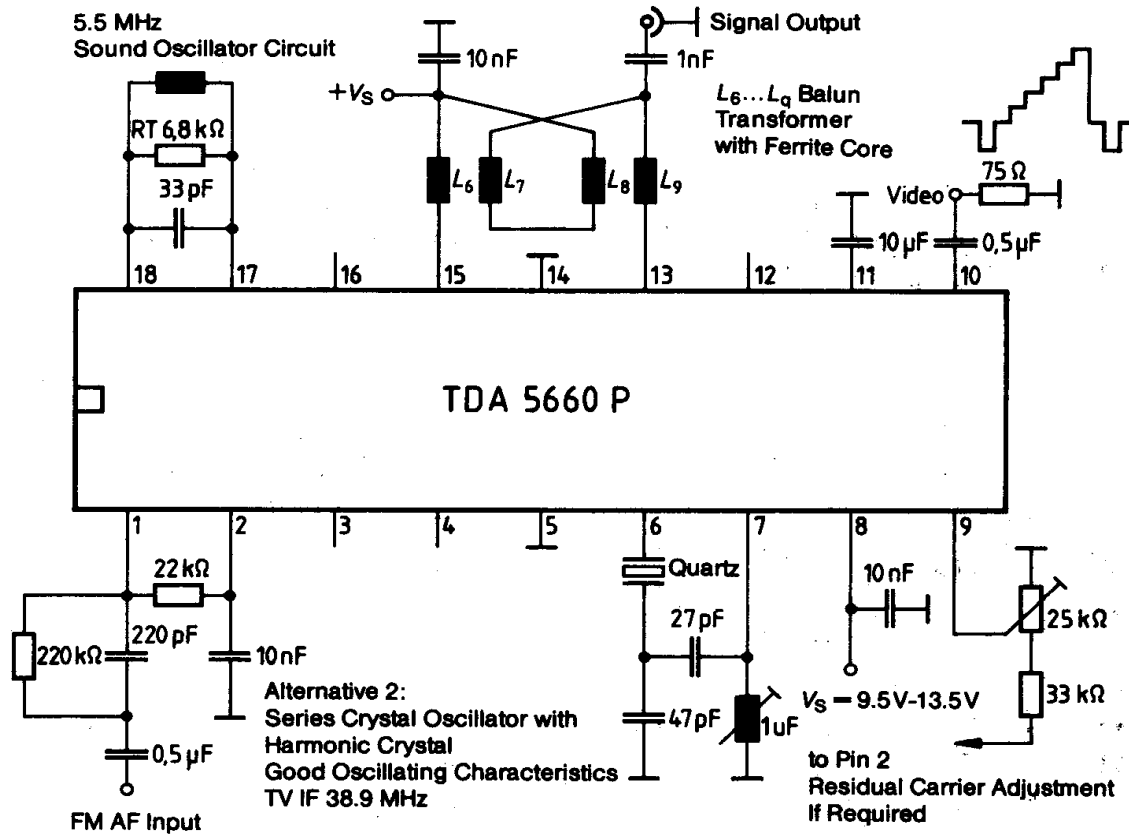 5.5 MHz
Sound Oscillator Circuit
RT 6,8 kΩ
33 pF
10 nF
+VS
Signal Output
1nF
L6...Lq Balun
Transformer
with Ferrite Core
L6
L7
L8
L9
75 Ω
Video
10 µF
0,5 µF
18
17
16
15
14
13
12
11
10
TDA 5660 P
1
2
3
4
5
6
7
8
9
22 kΩ
220 pF
220 kΩ
10 nF
0,5 µF
FM AF Input
Alternative 2:
Series Crystal Oscillator with
Harmonic Crystal
Good Oscillating Characteristics
TV IF 38.9 MHz
Quartz
27 pF
47 pF
1uF
10 nF
VS = 9.5V-13.5V
25 kΩ
33 kΩ
to Pin 2
Residual Carrier Adjustment
If Required